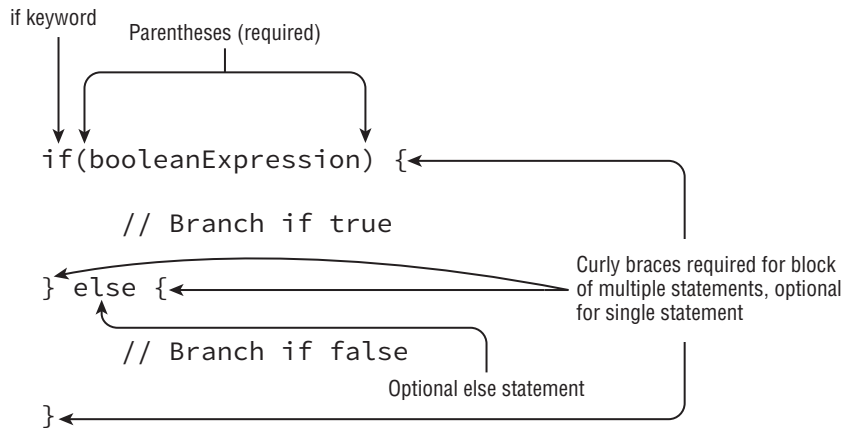 if keyword
Parentheses (required)
if(booleanExpression) {
// Branch if true
} else {
Curly braces required for block
of multiple statements, optional
for single statement
// Branch if false
Optional else statement
}